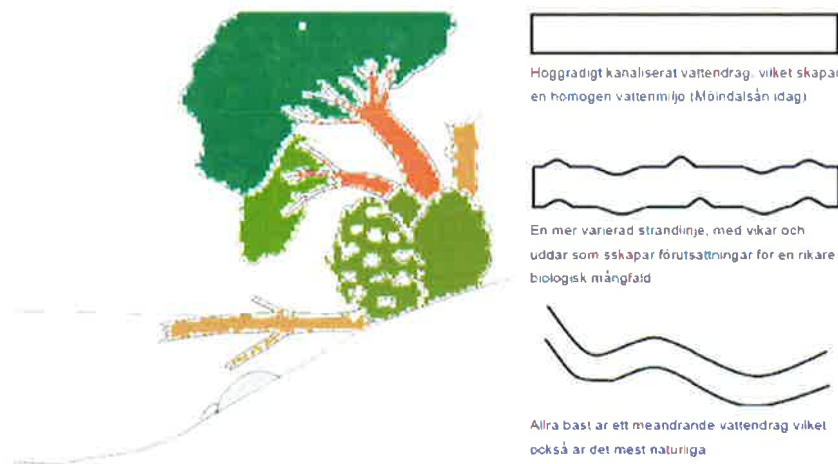 Höggradigt kanaliserat vattendrag, vilket skapar
en homogen vattenmiljö (Mölndalsån idag)
En mer varierad strandlinje, med vikar och
uddar som sskapar förutsättningar för en rikare
biologisk mångfald
Allra bäst är ett meandrande vattendrag vilket
också är det mest naturliga